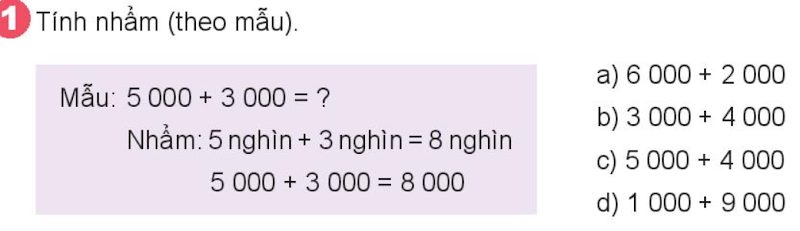 1 Tính nhẩm (theo mẫu).
Mẫu: 5 000 + 3 000 = ?
Nhẩm: 5 nghìn + 3 nghìn = 8 nghìn
5 000 + 3 000 = 8 000
a) 6 000 + 2 000
b) 3 000 + 4 000
c) 5 000 + 4 000
d) 1 000 + 9 000